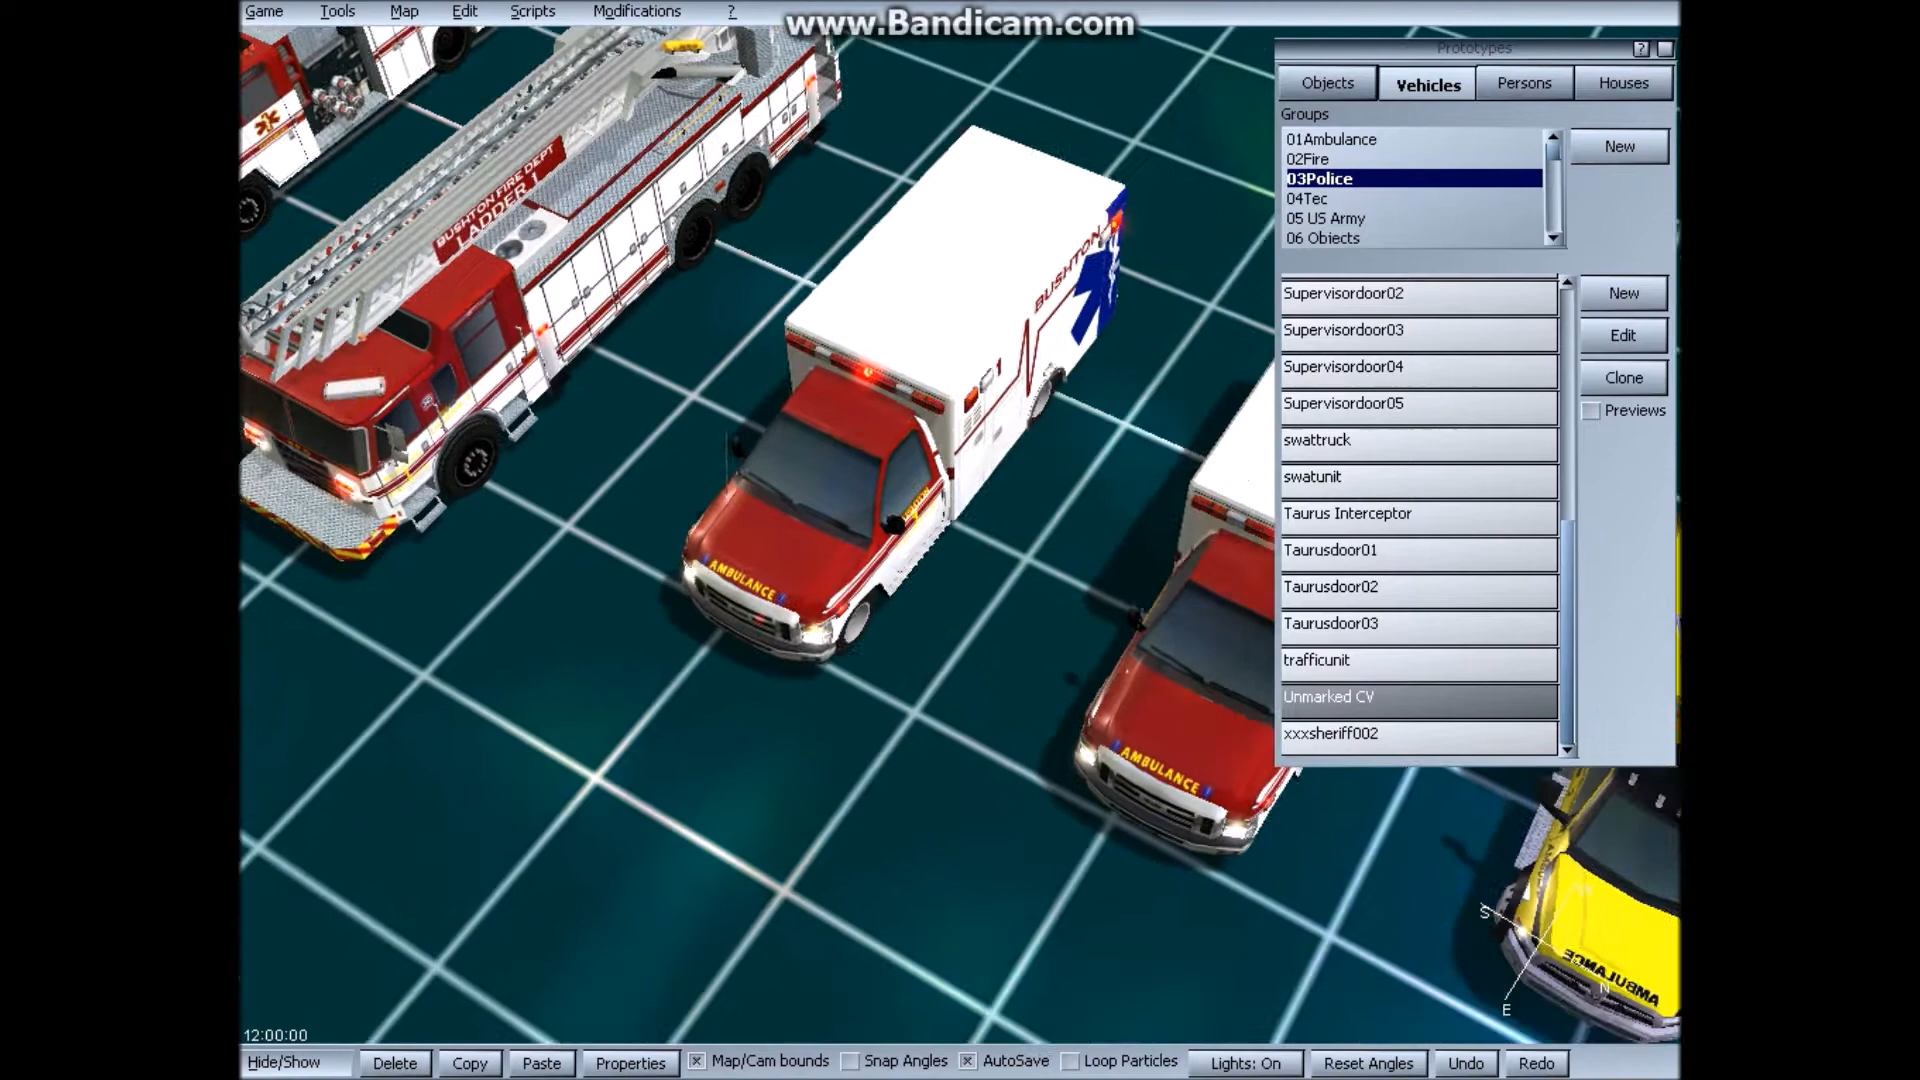 Game Tools Map Edit Scripts Modifications ?
www.Bandicam.com
Prototypes ?
Objects Vehicles Persons Houses
Groups
01Ambulance
02Fire
03Police
04Tec
05 US Army
06 Objects
New
Supervisordoor02
Supervisordoor03
Supervisordoor04
Supervisordoor05
swattruck
swatunit
Taurus Interceptor
Taurusdoor01
Taurusdoor02
Taurusdoor03
trafficunit
Unmarked CV
xxxsheriff002
New
Edit
Clone
Previews
BUSHTON FIRE DEPT
LADDER 1
BUSHTON
1
AMBULANCE
AMBULANCE
AMBULANCE
S
N
E
12:00:00
Hide/Show Delete Copy Paste Properties Map/Cam bounds Snap Angles AutoSave Loop Particles Lights: On Reset Angles Undo Redo